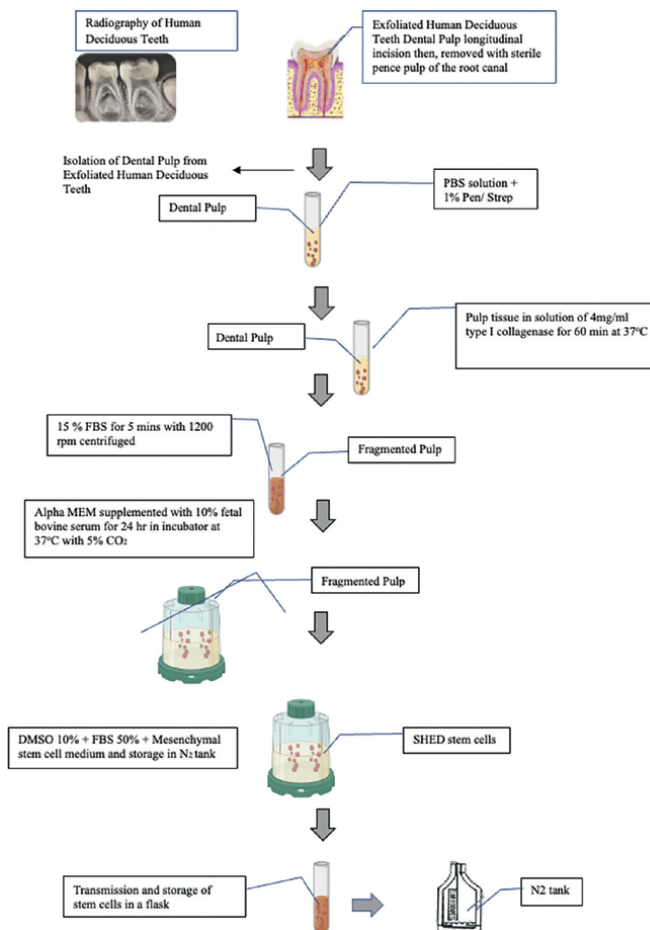 Radiography of Human
Deciduous Teeth
Exfoliated Human Deciduous
Teeth Dental Pulp longitudinal
incision then, removed with sterile
pence pulp of the root canal
Isolation of Dental Pulp from
Exfoliated Human Deciduous
Teeth
PBS solution +
1% Pen/ Strep
Dental Pulp
Pulp tissue in solution of 4mg/ml
type I collagenase for 60 min at 37°C
Dental Pulp
15 % FBS for 5 mins with 1200
rpm centrifuged
Fragmented Pulp
Alpha MEM supplemented with 10% fetal
bovine serum for 24 hr in incubator at
37°C with 5% CO₂
Fragmented Pulp
DMSO 10% + FBS 50% + Mesenchymal
stem cell medium and storage in N₂ tank
SHED stem cells
Transmission and storage of
stem cells in a flask
N2 tank